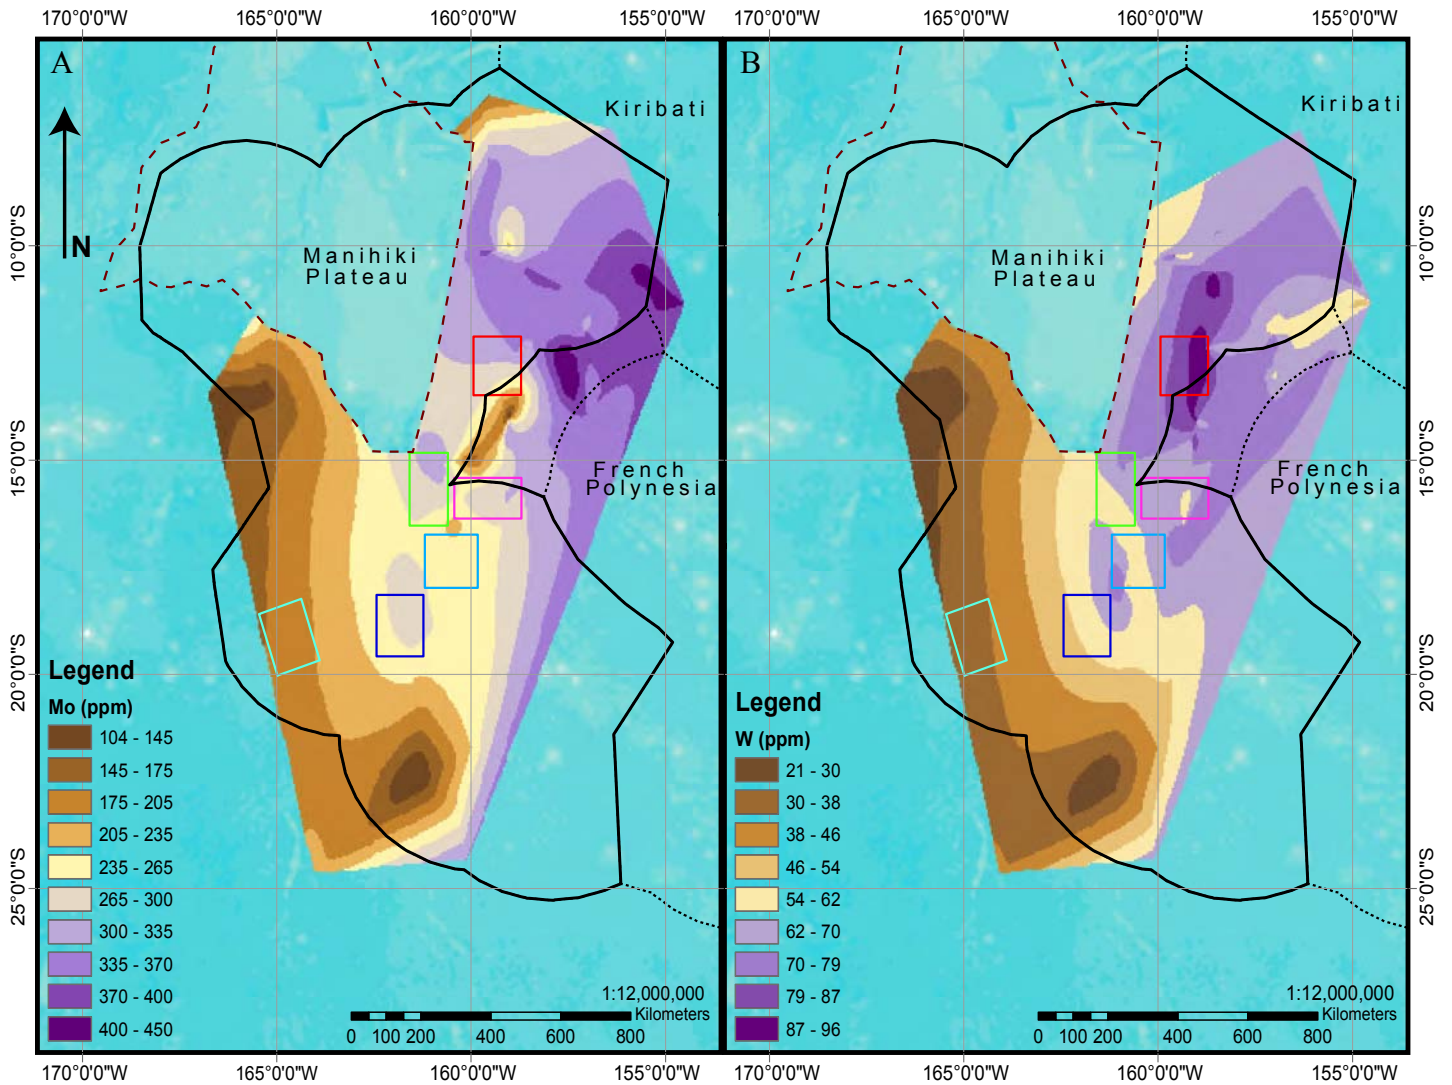 170°0'0"W 165°0'0"W 160°0'0"W 155°0'0"W 170°0'0"W 165°0'0"W 160°0'0"W 155°0'0"W
A
Kiribati
N
Manihiki
Plateau
French
Polynesia
10°0'0"S
15°0'0"S
20°0'0"S
25°0'0"S
Legend
Mo (ppm)
104 - 145
145 - 175
175 - 205
205 - 235
235 - 265
265 - 300
300 - 335
335 - 370
370 - 400
400 - 450
1:12,000,000
Kilometers
0 100 200 400 600 800
B
Kiribati
Manihiki
Plateau
French
Polynesia
10°0'0"S
15°0'0"S
20°0'0"S
25°0'0"S
Legend
W (ppm)
21 - 30
30 - 38
38 - 46
46 - 54
54 - 62
62 - 70
70 - 79
79 - 87
87 - 96
1:12,000,000
Kilometers
0 100 200 400 600 800
170°0'0"W 165°0'0"W 160°0'0"W 155°0'0"W 170°0'0"W 165°0'0"W 160°0'0"W 155°0'0"W